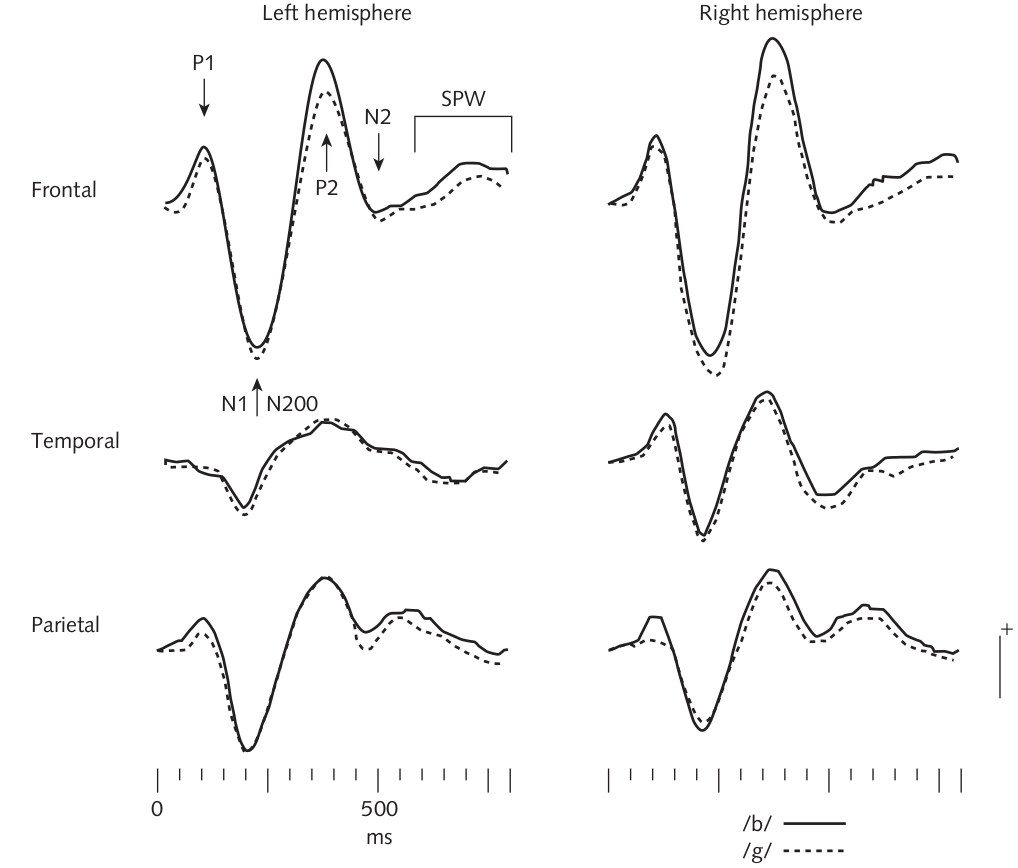 Left hemisphere
Right hemisphere
P1
SPW
N2
P2
Frontal
N1 N200
Temporal
Parietal
+
0 500
ms
/b/
/g/